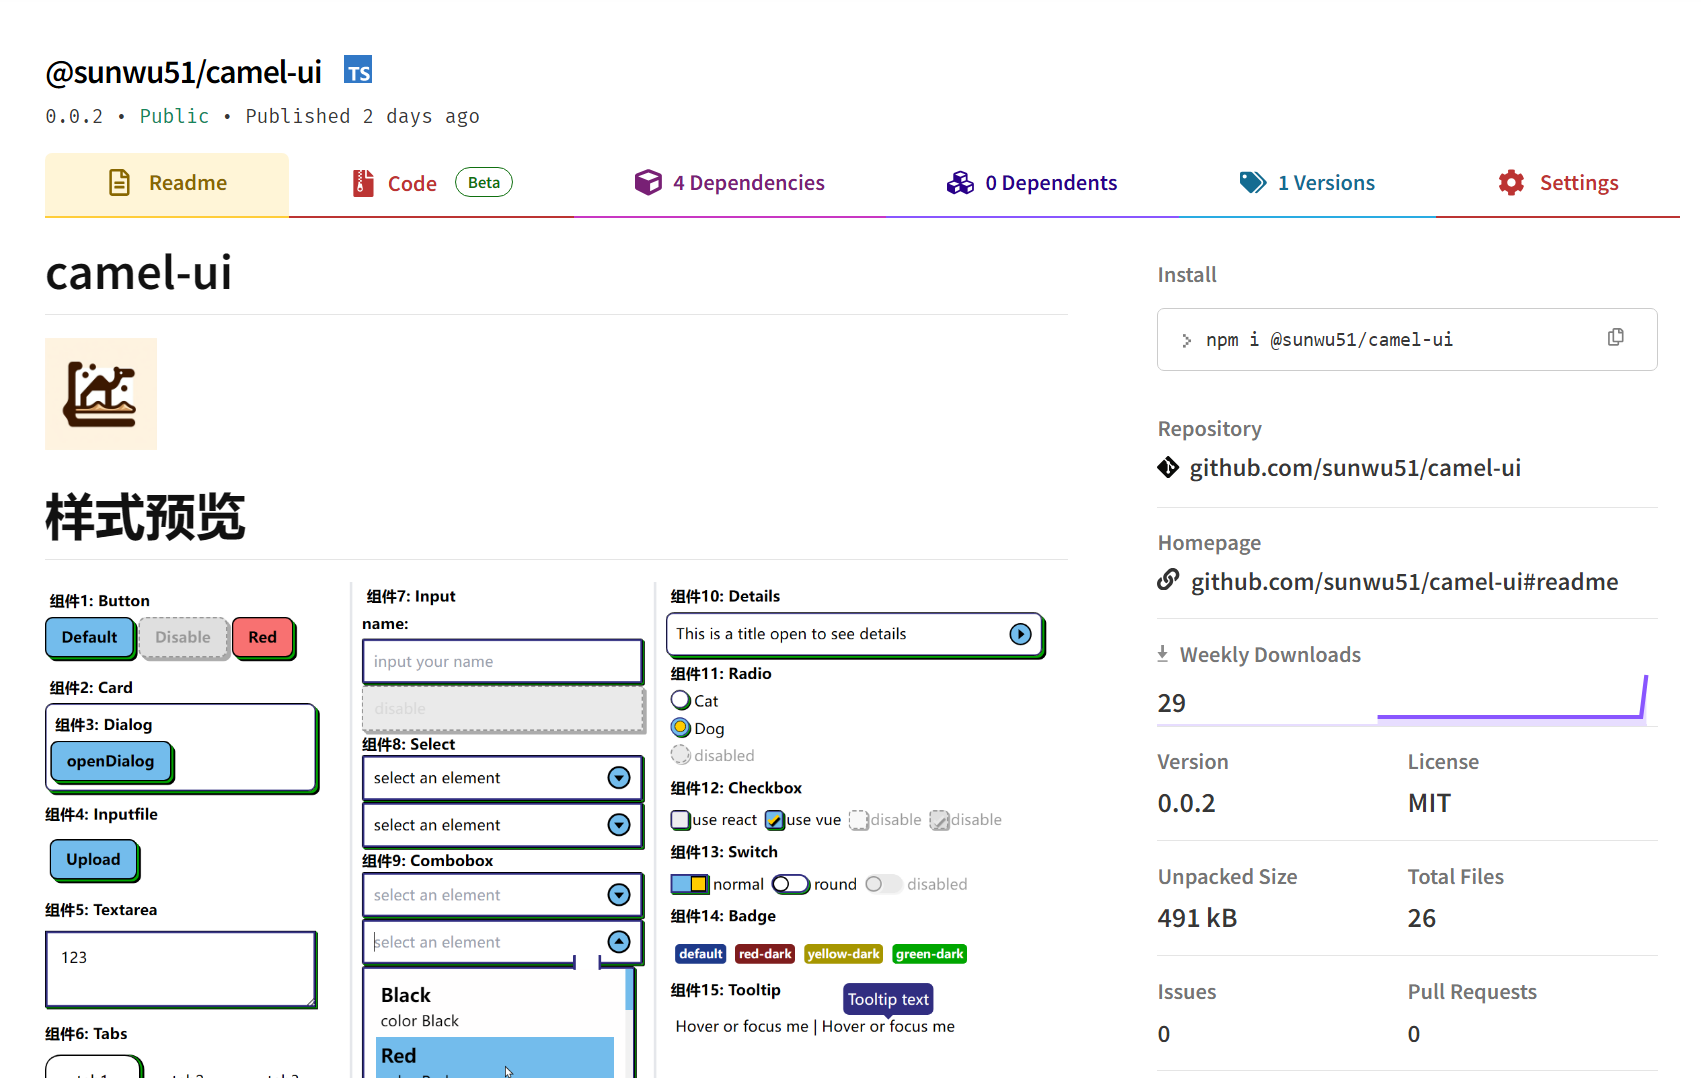 @sunwu51/camel-ui TS
0.0.2 • Public • Published 2 days ago
Readme
Code Beta
4 Dependencies
0 Dependents
1 Versions
Settings
camel-ui
样式预览
组件1: Button
Default Disable Red
组件2: Card
组件3: Dialog
openDialog
组件4: Inputfile
Upload
组件5: Textarea
123
组件6: Tabs
组件7: Input
name:
input your name
disable
组件8: Select
select an element
select an element
组件9: Combobox
select an element
select an element
Black
color Black
Red
组件10: Details
This is a title open to see details
组件11: Radio
Cat
Dog
disabled
组件12: Checkbox
use react use vue disable disable
组件13: Switch
normal round disabled
组件14: Badge
default red-dark yellow-dark green-dark
组件15: Tooltip
Tooltip text
Hover or focus me | Hover or focus me
Install
npm i @sunwu51/camel-ui
Repository
github.com/sunwu51/camel-ui
Homepage
github.com/sunwu51/camel-ui#readme
Weekly Downloads
29
Version
0.0.2
License
MIT
Unpacked Size
491 kB
Total Files
26
Issues
0
Pull Requests
0